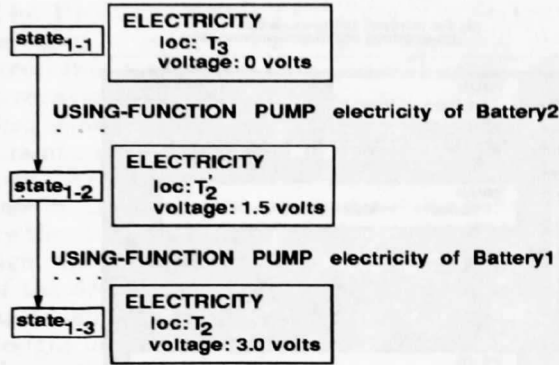 ELECTRICITY
state1-1
loc: T3
voltage: 0 volts
USING-FUNCTION PUMP electricity of Battery2
. . . .
ELECTRICITY
state1-2
loc: T2'
voltage: 1.5 volts
USING-FUNCTION PUMP electricity of Battery1
. . . .
ELECTRICITY
state1-3
loc: T2
voltage: 3.0 volts